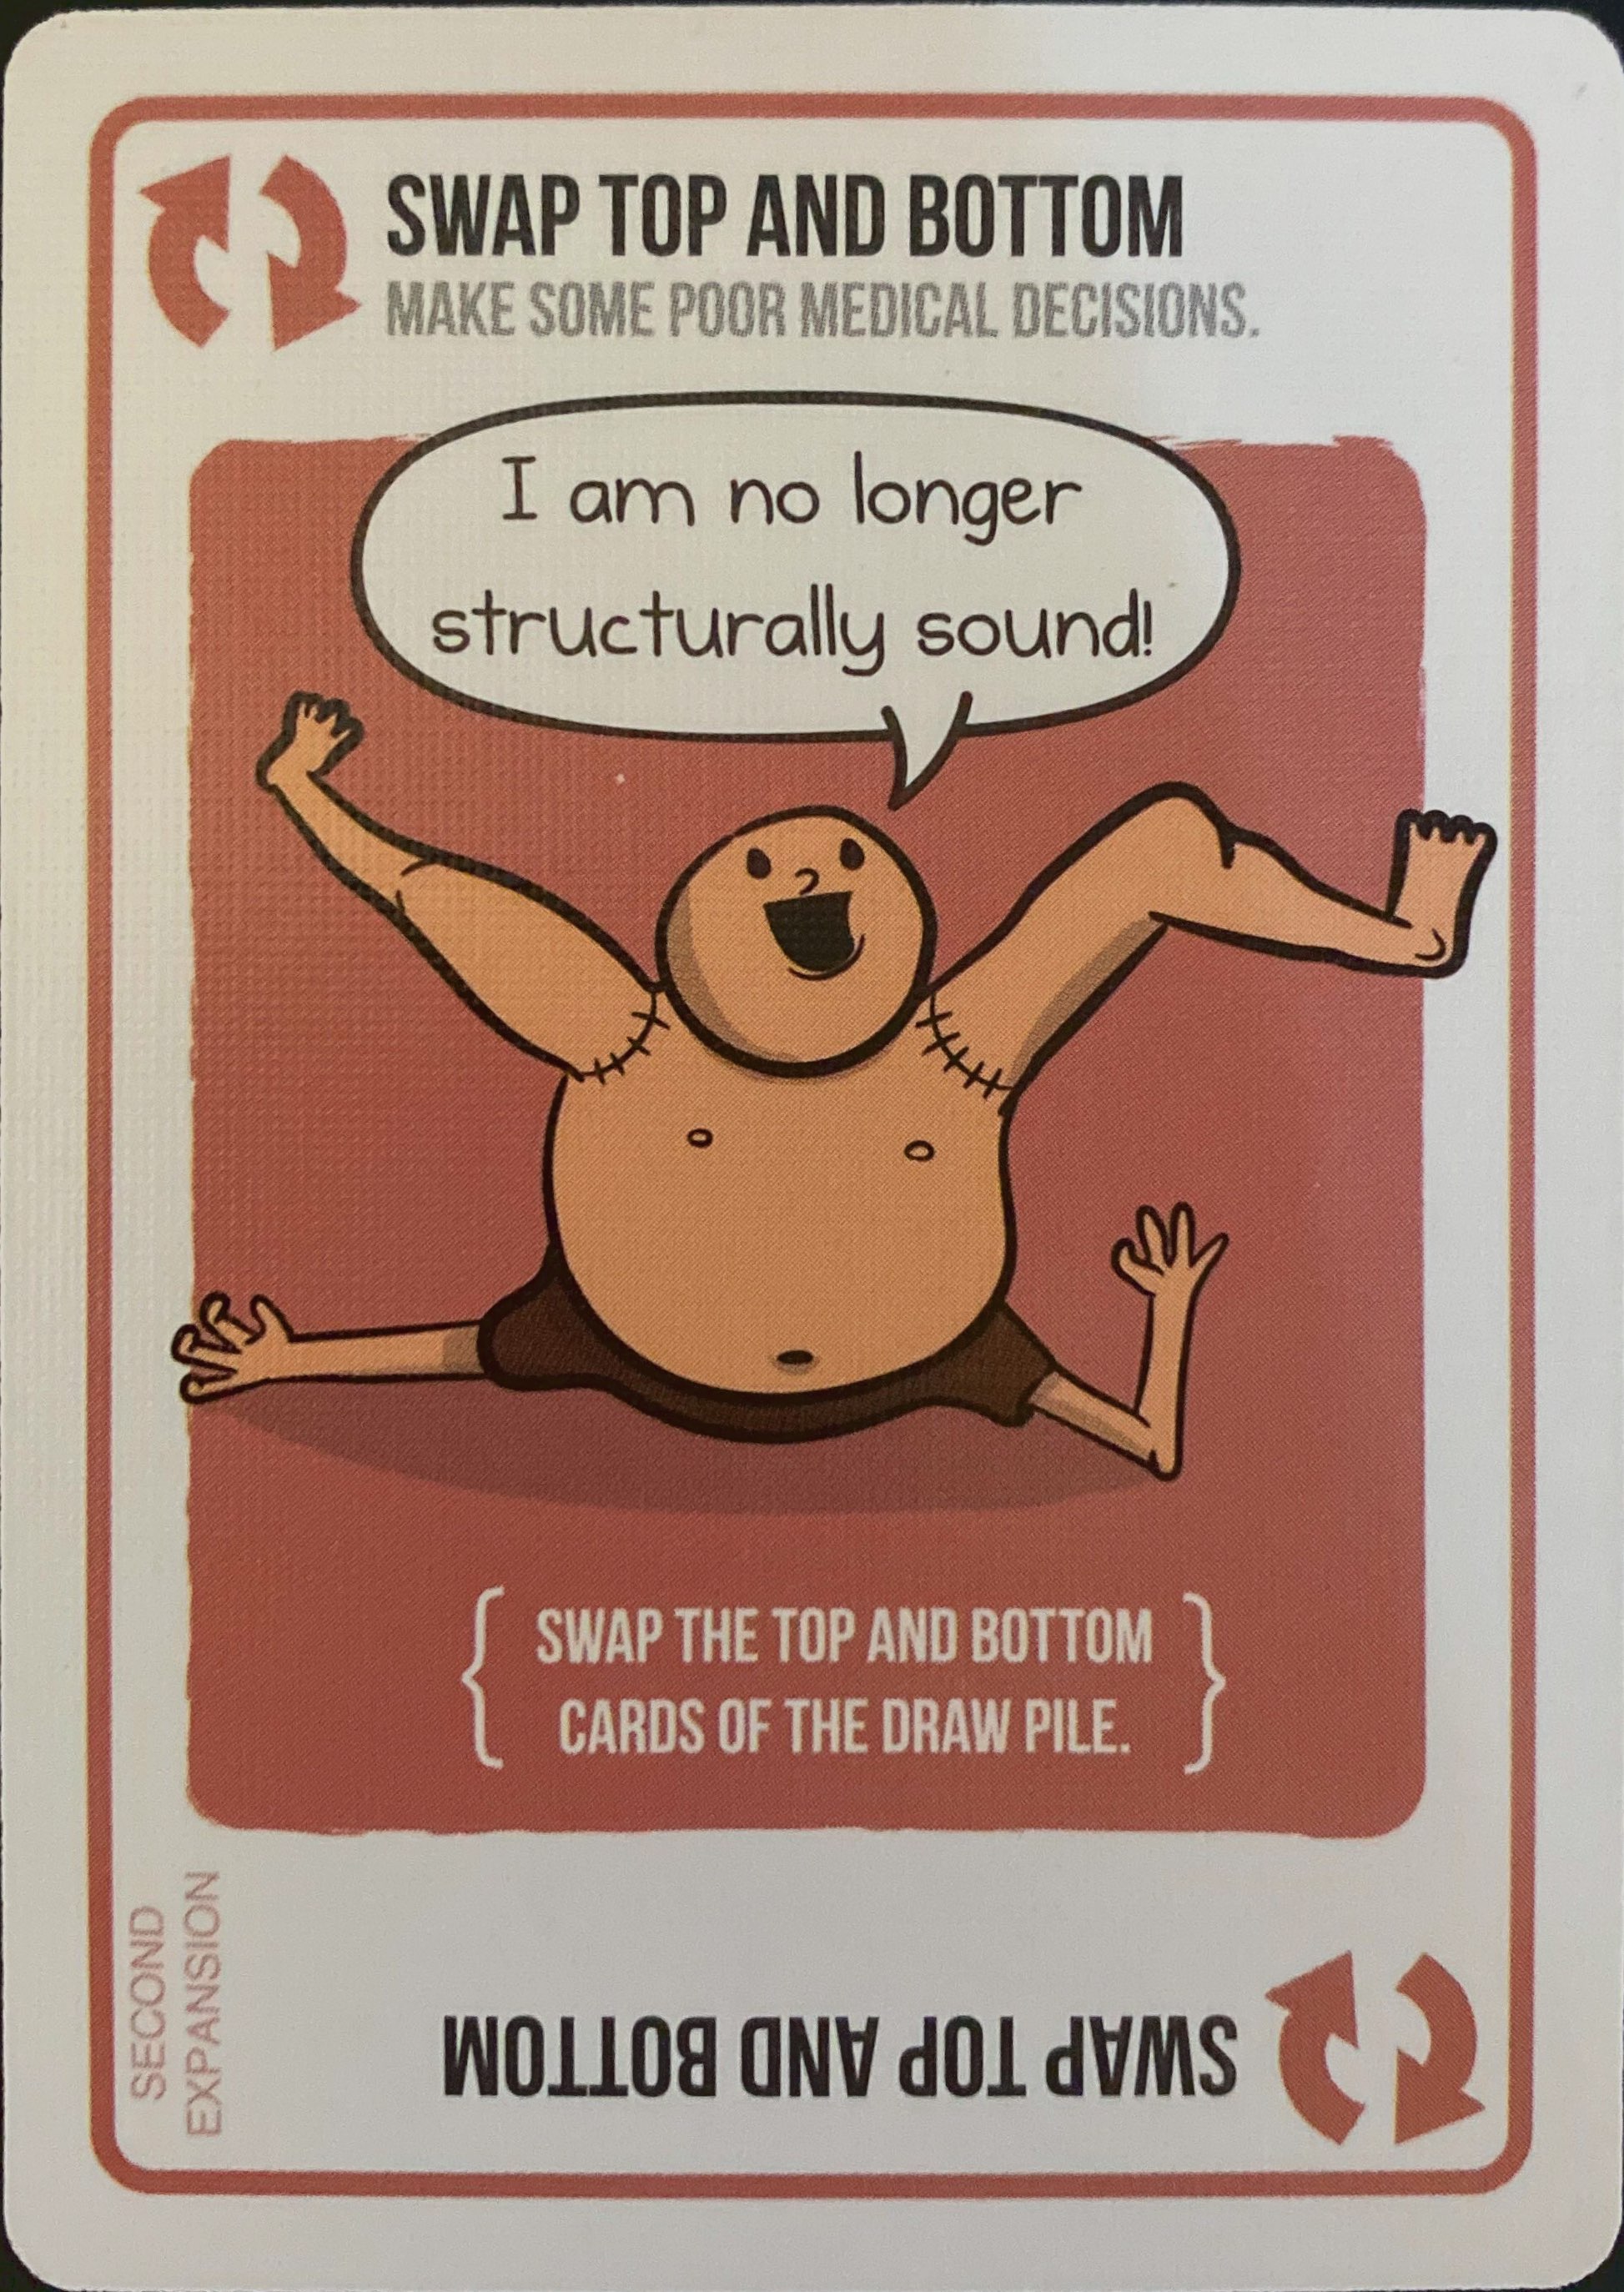 SWAP TOP AND BOTTOM
MAKE SOME POOR MEDICAL DECISIONS.
I am no longer
structurally sound!
SWAP THE TOP AND BOTTOM
CARDS OF THE DRAW PILE.
SECOND
EXPANSION
SWAP TOP AND BOTTOM